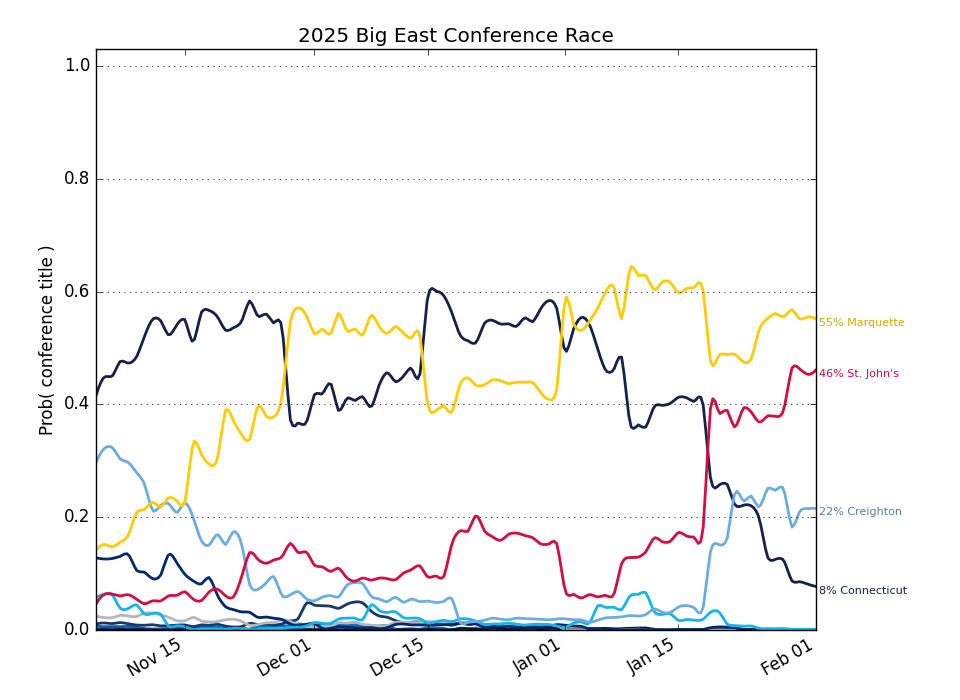 2025 Big East Conference Race
Prob( conference title )
1.0
0.8
0.6
0.4
0.2
0.0
55% Marquette
46% St. John's
22% Creighton
8% Connecticut
Nov 15
Dec 01
Dec 15
Jan 01
Jan 15
Feb 01